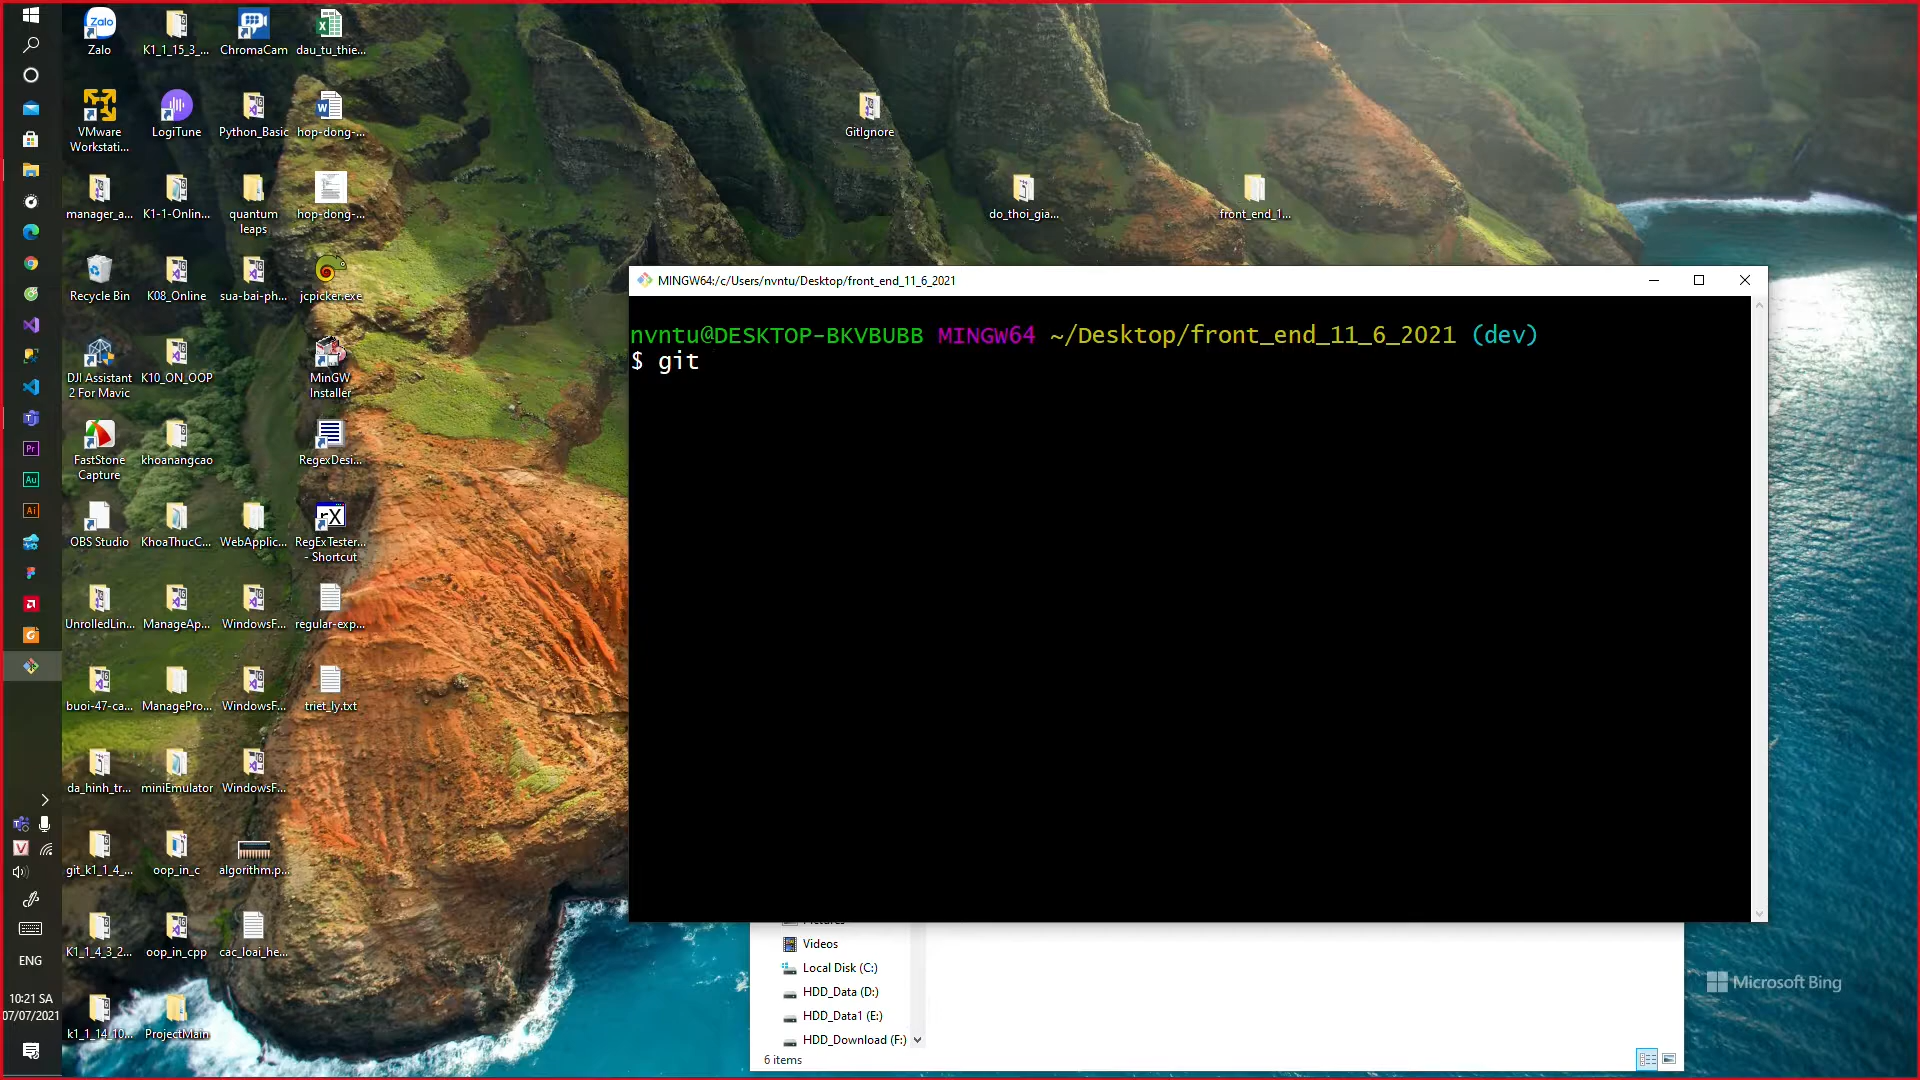 Zalo
K1_1_15_3_...
ChromaCam
dau_tu_thie...
VMware
Workstati...
LogiTune
Python_Basic
hop-dong-...
GitIgnore
manager_a...
K1-1-Onlin...
quantum
leaps
hop-dong-...
do_thoi_gia...
front_end_1...
Recycle Bin
K08_Online
sua-bai-ph...
jcpicker.exe
MINGW64:/c/Users/nvntu/Desktop/front_end_11_6_2021
nvntu@DESKTOP-BKVBUBB MINGW64 ~/Desktop/front_end_11_6_2021 (dev)
$ git
DJI Assistant
2 For Mavic
K10_ON_OOP
MinGW
Installer
FastStone
Capture
khoanangcao
RegexDesi...
OBS Studio
KhoaThucC...
WebApplic...
RegExTester...
- Shortcut
UnrolledLin...
ManageAp...
WindowsF...
regular-exp...
buoi-47-ca...
ManagePro...
WindowsF...
triet_ly.txt
da_hinh_tr...
miniEmulator
WindowsF...
git_k1_1_4_...
oop_in_c
algorithm.p...
K1_1_4_3_2...
oop_in_cpp
cac_loai_he...
k1_1_14_10...
ProjectMain
Pr
Au
Ai
rX
ENG
10:21 SA
07/07/2021
Pictures
Videos
Local Disk (C:)
HDD_Data (D:)
HDD_Data1 (E:)
HDD_Download (F:)
6 items
Microsoft Bing